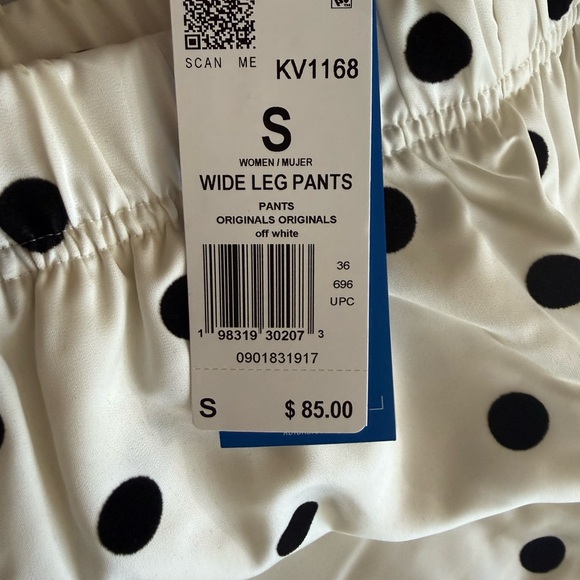 SCAN ME
KV1168
S
WOMEN / MUJER
WIDE LEG PANTS
PANTS
ORIGINALS ORIGINALS
off white
36
696
UPC
1 98319 30207 3
0901831917
S $ 85.00